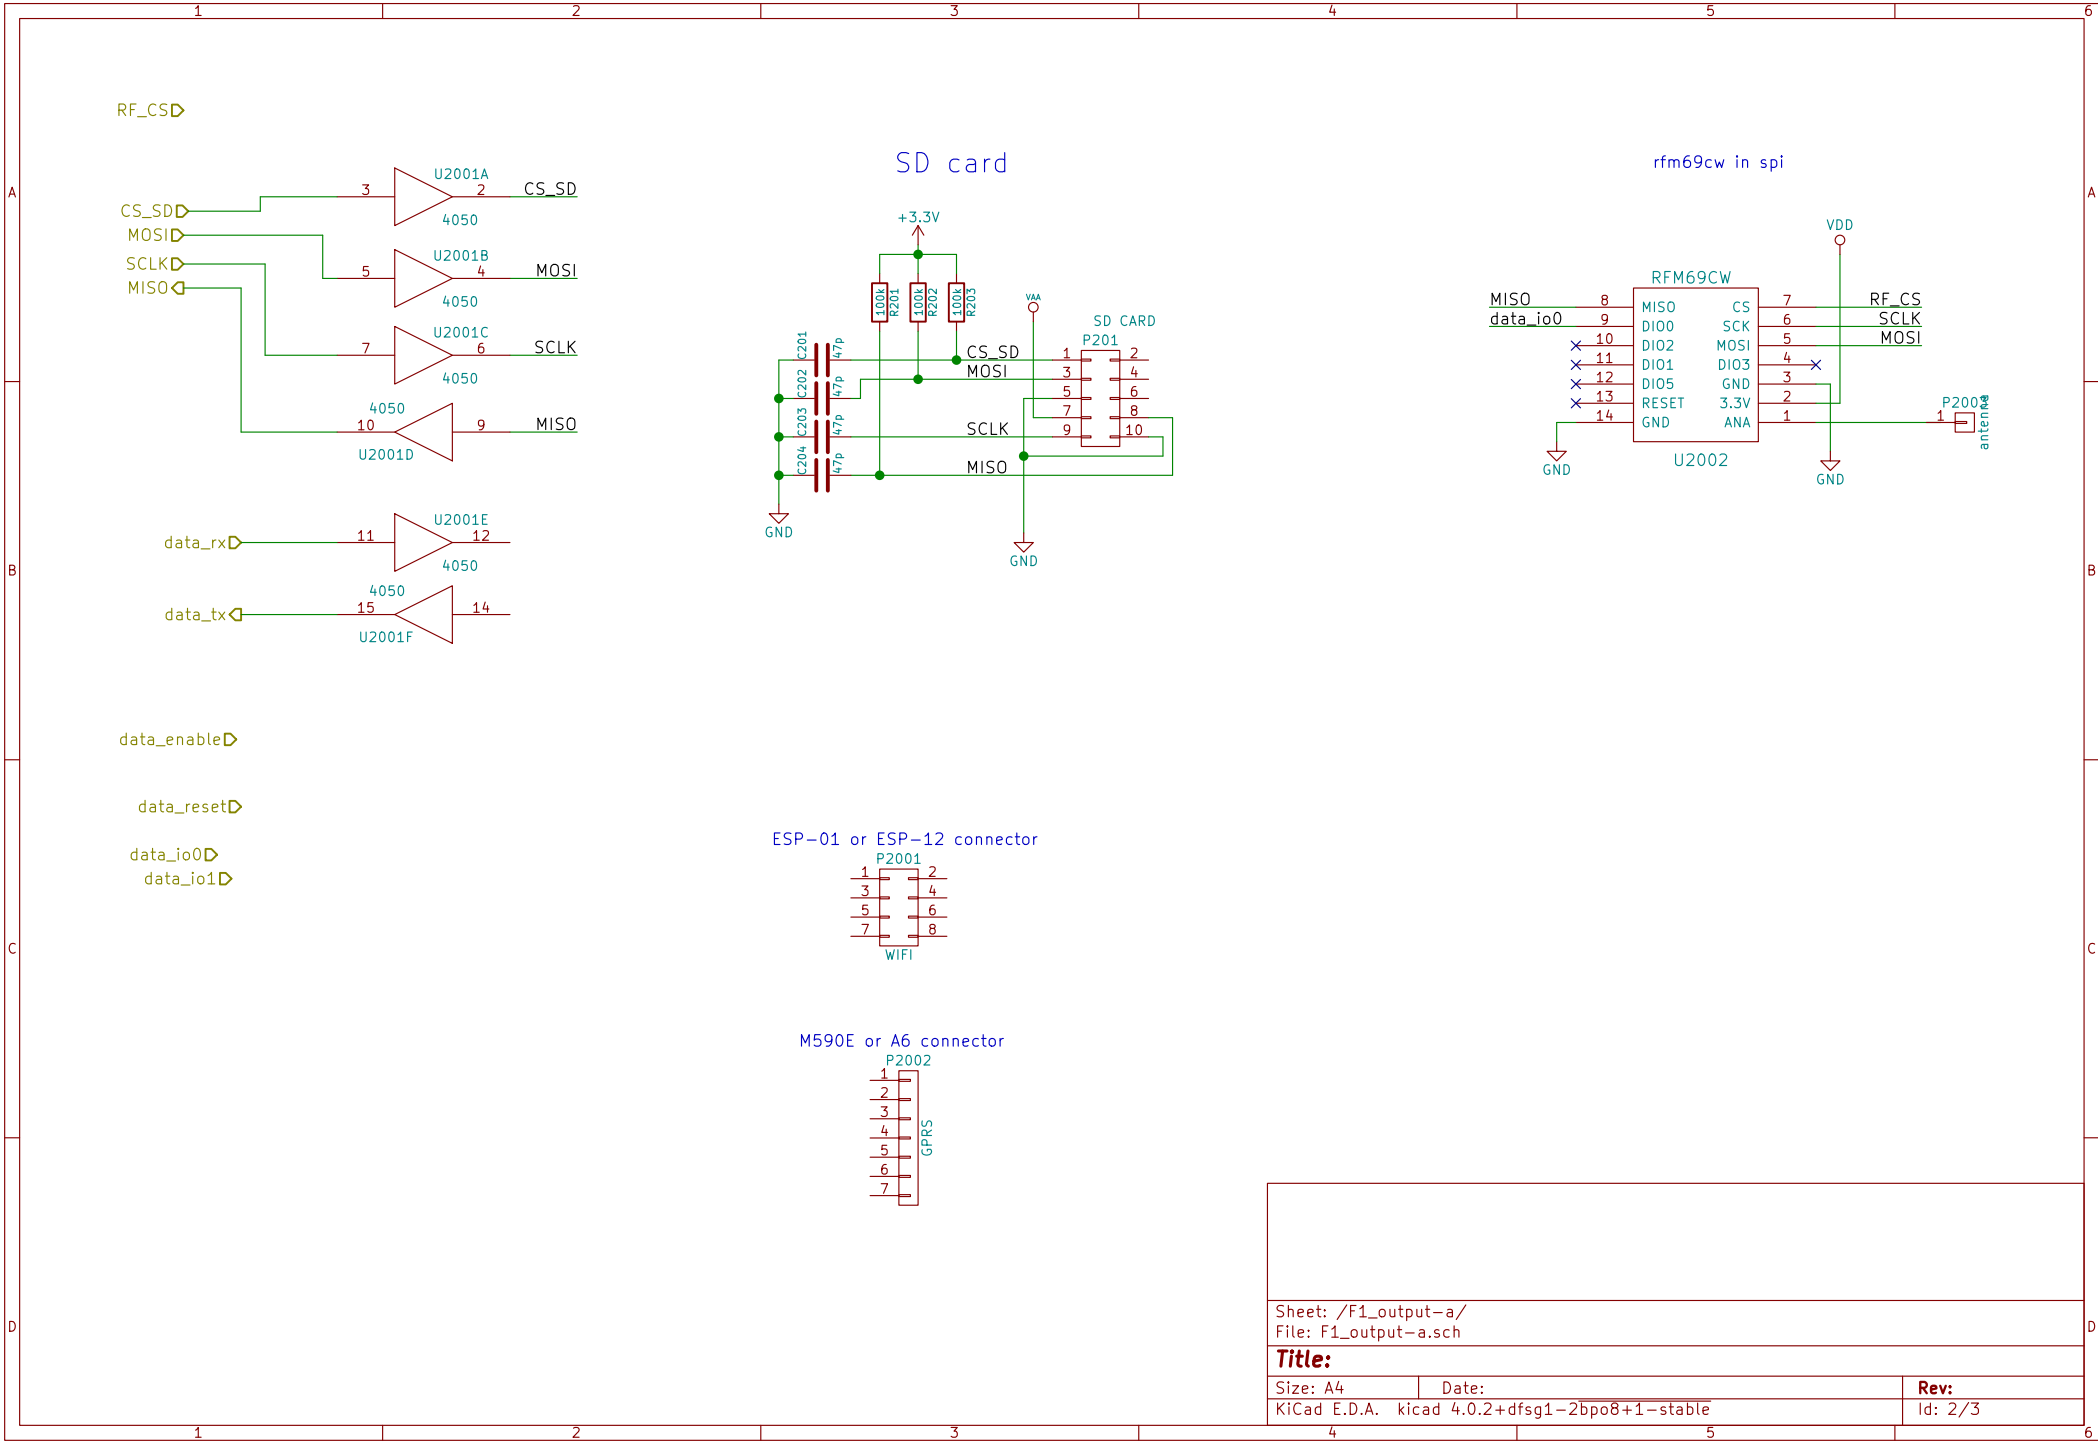 1 2 3 4 5 6
A
B
C
D
RF_CS
CS_SD
MOSI
SCLK
MISO
U2001A
3 2 CS_SD
4050
U2001B
5 4 MOSI
4050
U2001C
7 6 SCLK
4050
4050
10 9 MISO
U2001D
U2001E
data_rx 11 12
4050
4050
data_tx 15 14
U2001F
data_enable
data_reset
data_io0
data_io1
SD card
+3.3V
100k R201
100k R202
100k R203
VAA
SD CARD
P201
C201 47p
C202 47p
C203 47p
C204 47p
CS_SD 1 2
MOSI 3 4
5 6
7 8
SCLK 9 10
MISO
GND
GND
ESP-01 or ESP-12 connector
P2001
1 2
3 4
5 6
7 8
WIFI
M590E or A6 connector
P2002
1
2
3
4
5
6
7
GPRS
rfm69cw in spi
VDD
RFM69CW
MISO 8 MISO CS 7 RF_CS
data_io0 9 DIO0 SCK 6 SCLK
10 DIO2 MOSI 5 MOSI
11 DIO1 DIO3 4
12 DIO5 GND 3
13 RESET 3.3V 2
14 GND ANA 1
U2002
GND
GND
1
antenna
Sheet: /F1_output-a/
File: F1_output-a.sch
Title:
Size: A4 Date: Rev:
KiCad E.D.A. kicad 4.0.2+dfsg1-2bpo8+1-stable Id: 2/3
A
B
C
D
1 2 3 4 5 6